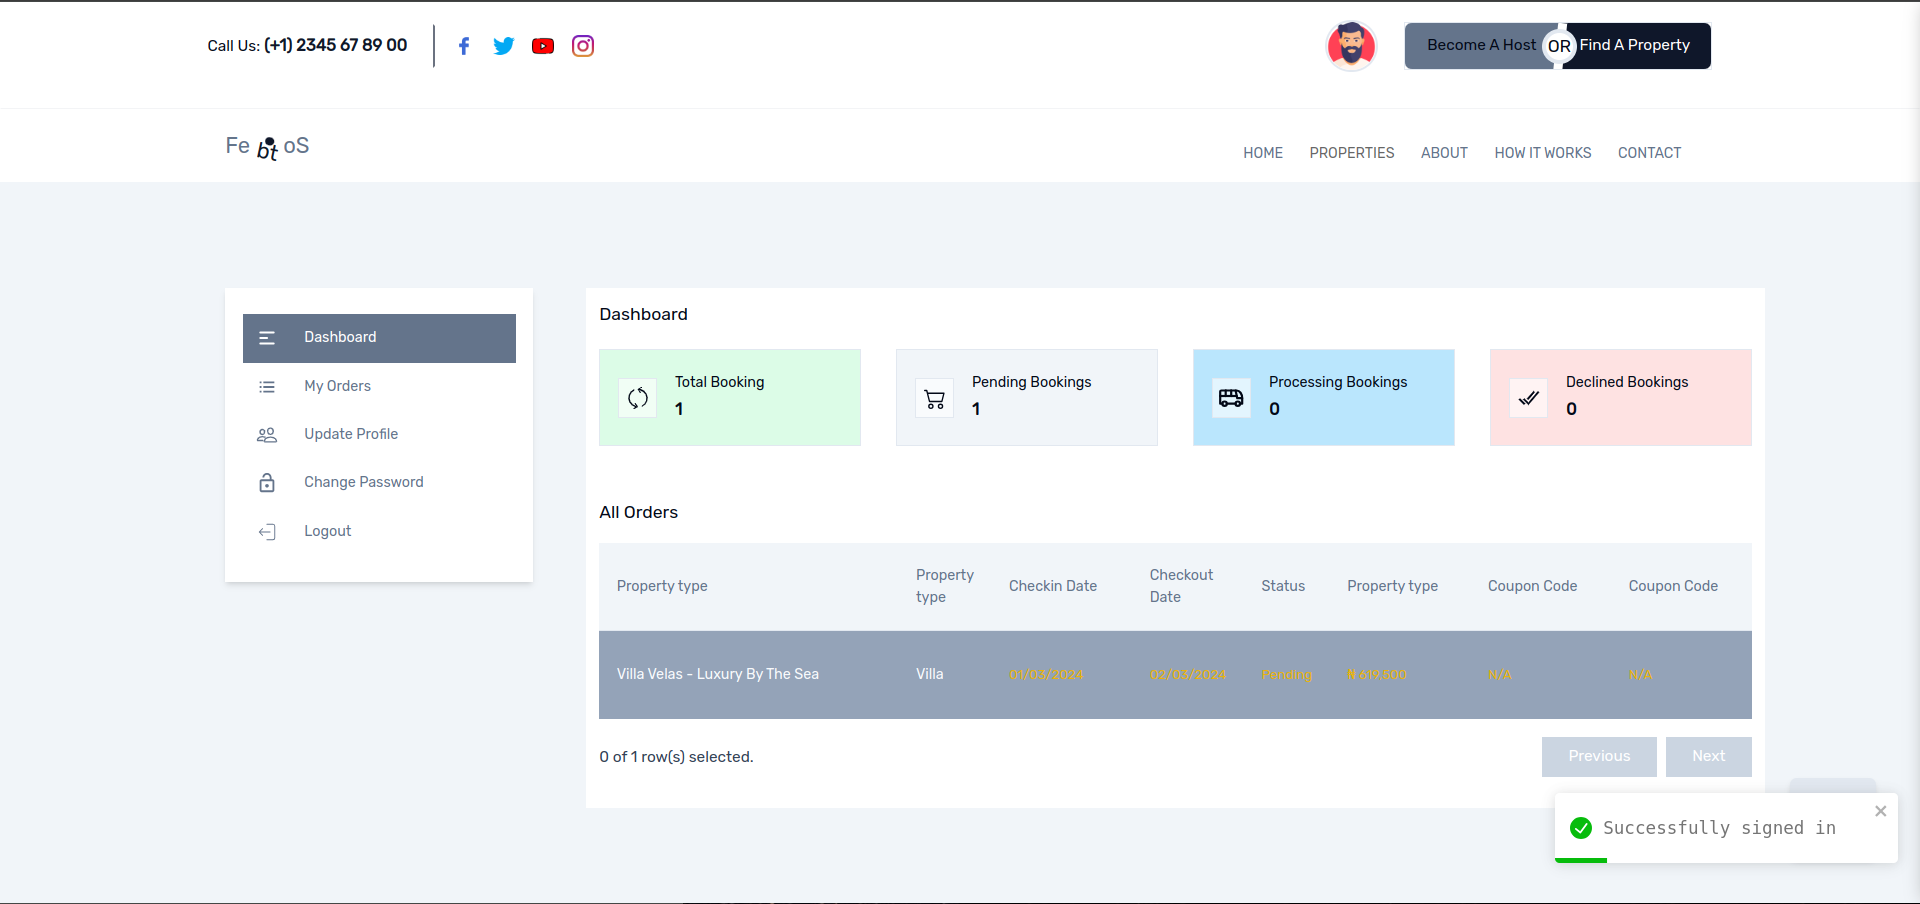 Call Us: (+1) 2345 67 89 00
Become A Host OR Find A Property
Fe bt oS
HOME PROPERTIES ABOUT HOW IT WORKS CONTACT
Dashboard
My Orders
Update Profile
Change Password
Logout
Dashboard
Total Booking
1
Pending Bookings
1
Processing Bookings
0
Declined Bookings
0
All Orders
Property type Property type Checkin Date Checkout Date Status Property type Coupon Code Coupon Code
Villa Velas - Luxury By The Sea Villa 01/03/2024 02/03/2024 Pending ₦ 619,500 N/A N/A
0 of 1 row(s) selected.
Previous Next
Successfully signed in